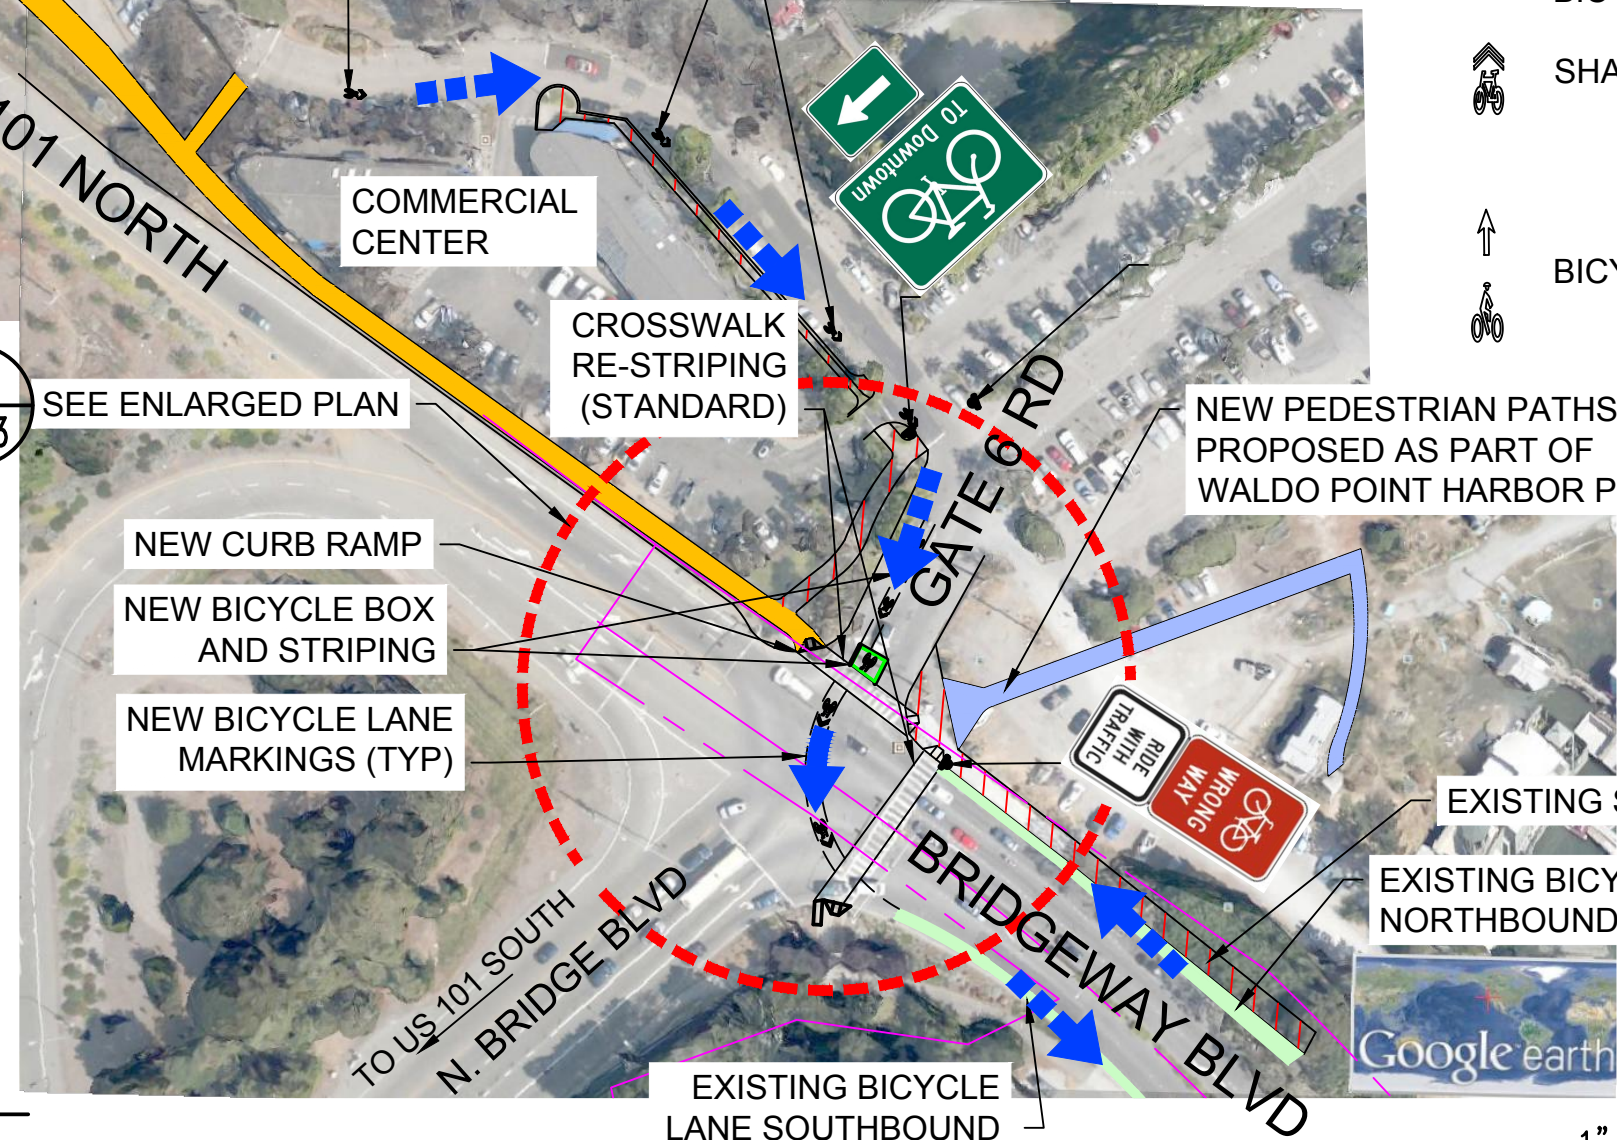 SHA
BICY
101 NORTH
COMMERCIAL
CENTER
TO Downtown
CROSSWALK
RE-STRIPING
(STANDARD)
3
SEE ENLARGED PLAN
GATE 6 RD
NEW PEDESTRIAN PATHS
PROPOSED AS PART OF
WALDO POINT HARBOR P
NEW CURB RAMP
NEW BICYCLE BOX
AND STRIPING
NEW BICYCLE LANE
MARKINGS (TYP)
RIDE
WITH
TRAFFIC
WRONG
WAY
EXISTING S
EXISTING BICY
NORTHBOUND
BRIDGEWAY BLVD
TO US 101 SOUTH
N. BRIDGE BLVD
EXISTING BICYCLE
LANE SOUTHBOUND
Google earth
1"